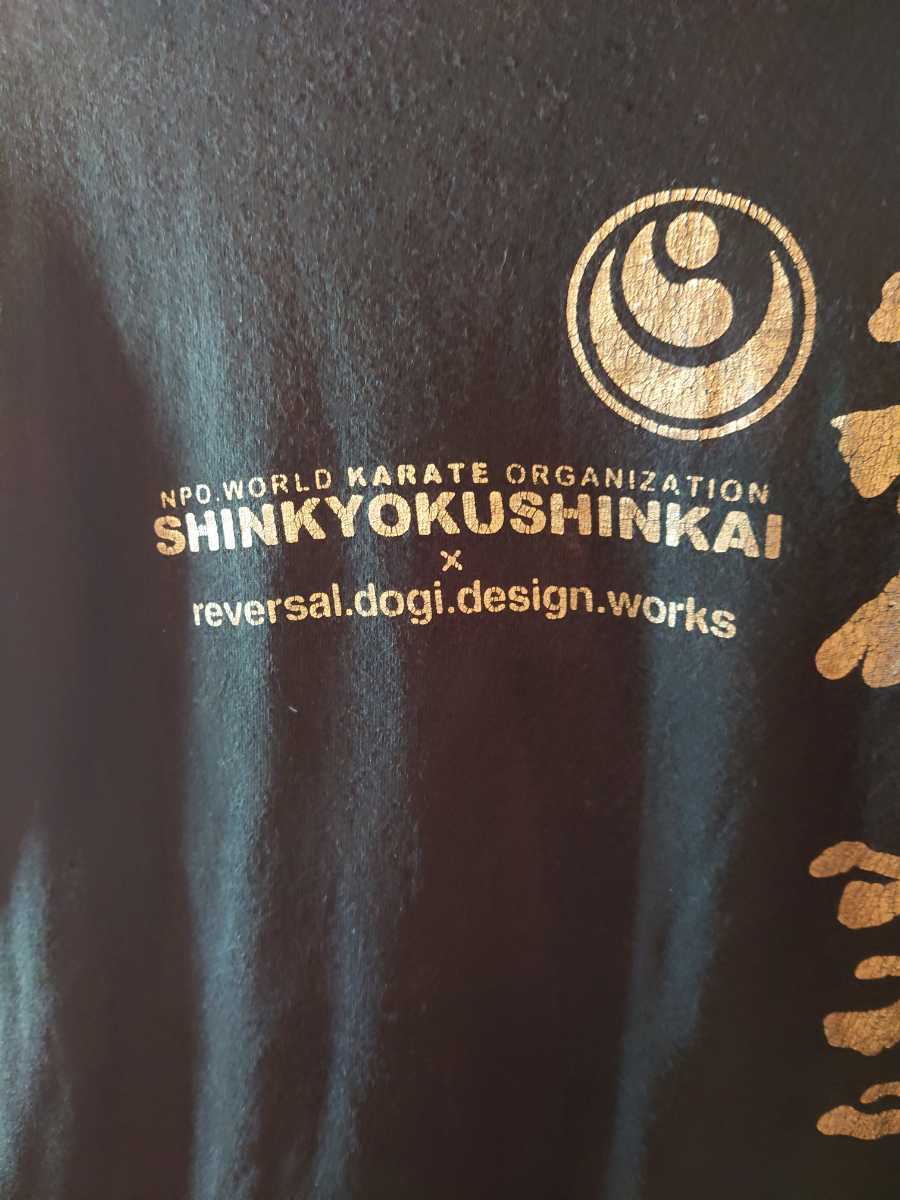 NPO.WORLD KARATE ORGANIZATION
SHINKYOKUSHINKAI
×
reversal.dogi.design.works